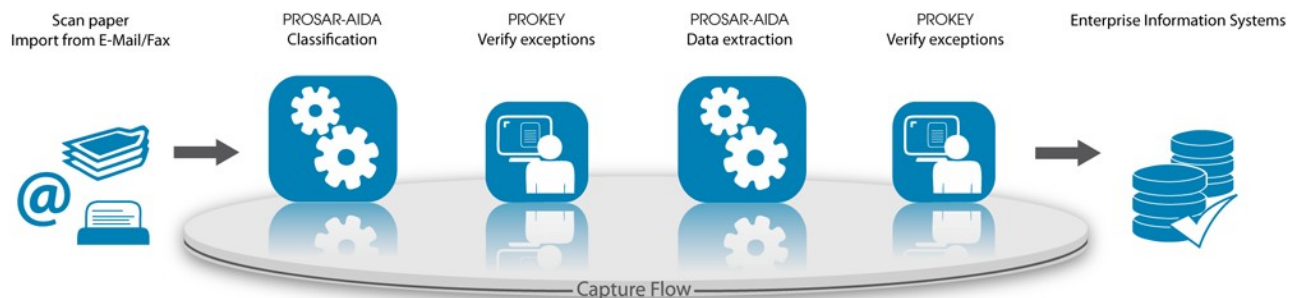 Scan paper
Import from E-Mail/Fax
PROSAR-AIDA
Classification
PROKEY
Verify exceptions
PROSAR-AIDA
Data extraction
PROKEY
Verify exceptions
Enterprise Information Systems
@
Capture Flow